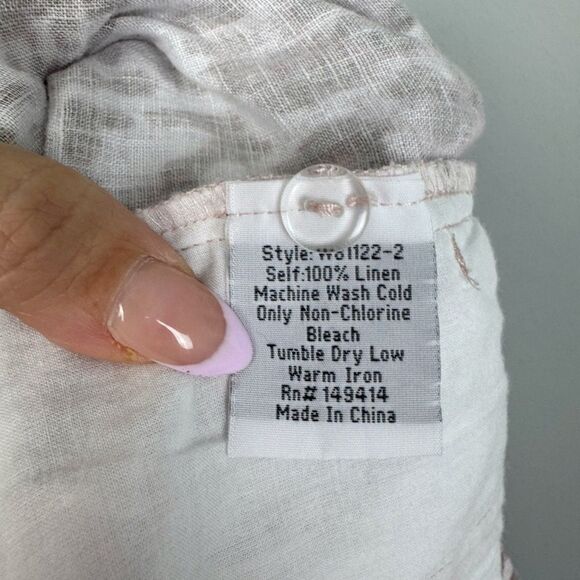 Style: W81122-2
Self:100% Linen
Machine Wash Cold
Only Non-Chlorine
Bleach
Tumble Dry Low
Warm Iron
Rn# 149414
Made In China